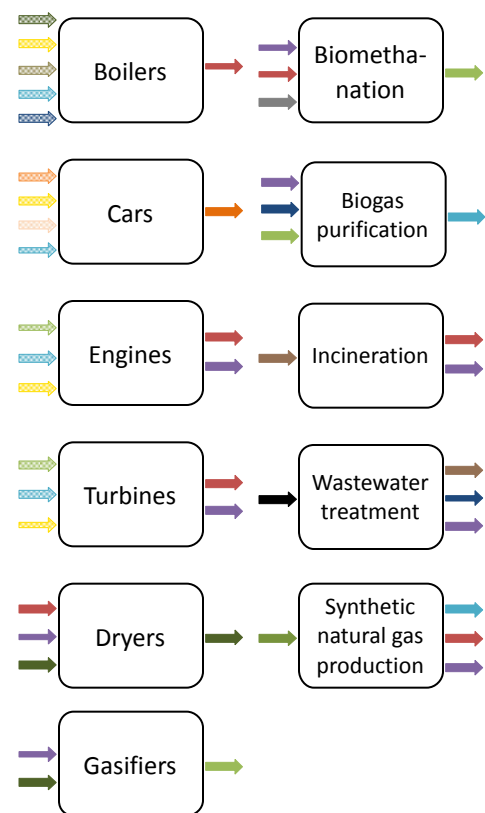 Boilers
Biometha-
nation
Cars
Biogas
purification
Engines
Incineration
Turbines
Wastewater
treatment
Dryers
Synthetic
natural gas
production
Gasifiers